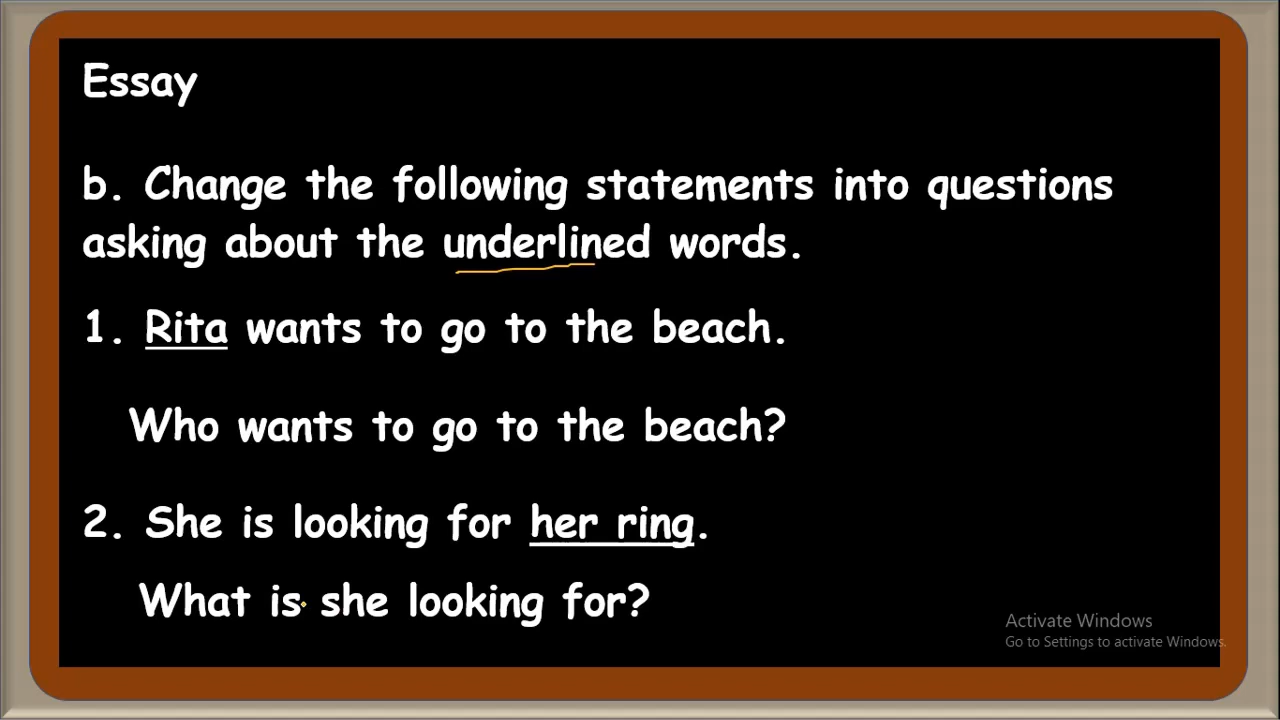 Essay
b. Change the following statements into questions
asking about the underlined words.
1. Rita wants to go to the beach.
Who wants to go to the beach?
2. She is looking for her ring.
What is she looking for?
Activate Windows
Go to Settings to activate Windows.